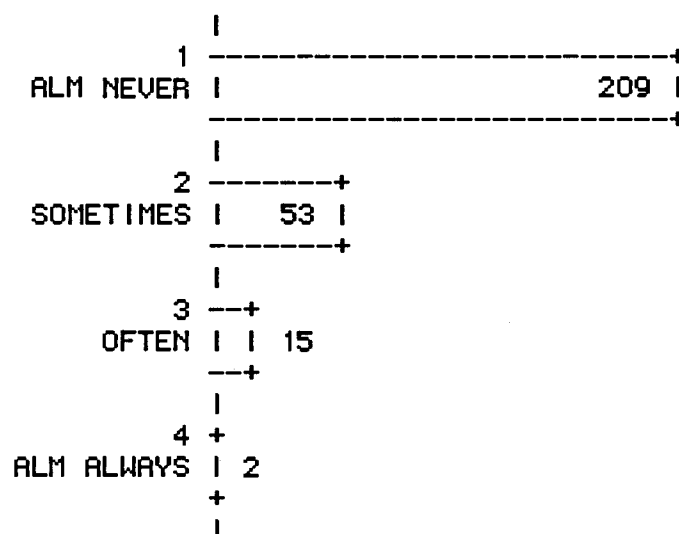 1
ALM NEVER 209
2
SOMETIMES 53
3
OFTEN 15
4
ALM ALWAYS 2